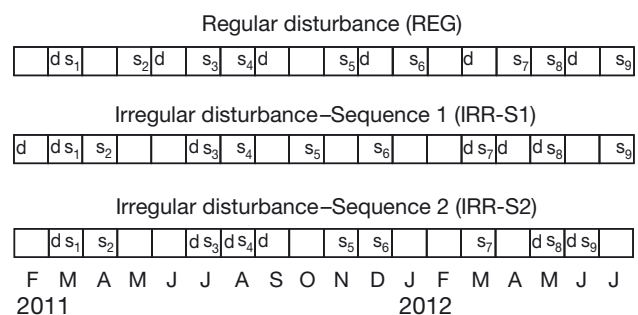 Regular disturbance (REG)
d s1 s2 d s3 s4 d s5 d s6 d s7 s8 d s9
Irregular disturbance–Sequence 1 (IRR-S1)
d d s1 s2 d s3 s4 s5 s6 d s7 d d s8 s9
Irregular disturbance–Sequence 2 (IRR-S2)
d s1 s2 d s3 d s4 d s5 s6 s7 d s8 d s9
F M A M J J A S O N D J F M A M J J
2011 2012